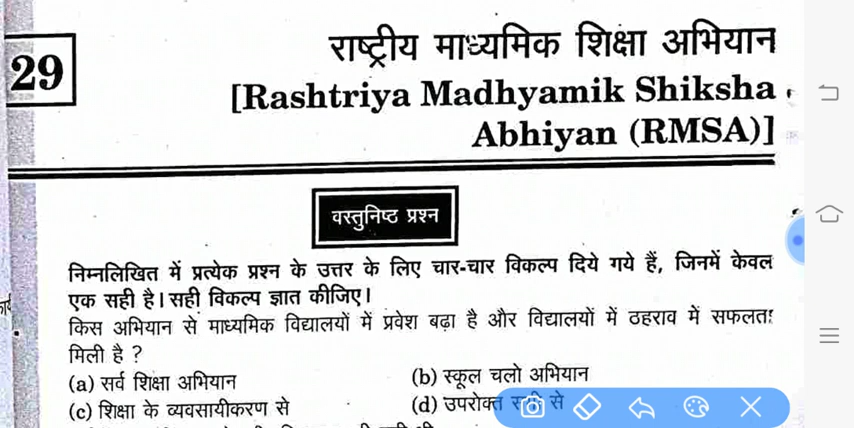 29
राष्ट्रीय माध्यमिक शिक्षा अभियान
[Rashtriya Madhyamik Shiksha
Abhiyan (RMSA)]
वस्तुनिष्ठ प्रश्न
निम्नलिखित में प्रत्येक प्रश्न के उत्तर के लिए चार-चार विकल्प दिये गये हैं, जिनमें केवल
एक सही है। सही विकल्प ज्ञात कीजिए।
किस अभियान से माध्यमिक विद्यालयों में प्रवेश बढ़ा है और विद्यालयों में ठहराव में सफलता
मिली है ?
(a) सर्व शिक्षा अभियान (b) स्कूल चलो अभियान
(c) शिक्षा के व्यवसायीकरण से (d) उपरोक्त से